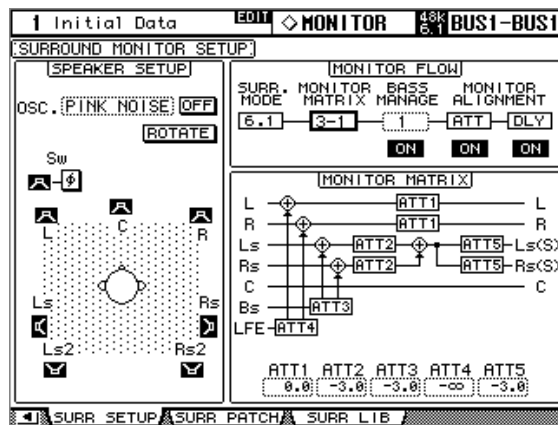 1 Initial Data EDIT ◇MONITOR 48k 6.1 BUS1-BUS1
SURROUND MONITOR SETUP
SPEAKER SETUP
OSC. PINK NOISE OFF
ROTATE
Sw
ϕ
L C R
Ls Rs
Ls2 Rs2
MONITOR FLOW
SURR. MODE MONITOR MATRIX BASS MANAGE MONITOR ALIGNMENT
6.1 3-1 1 ATT DLY
ON ON ON
MONITOR MATRIX
L ATT1 L
R ATT1 R
Ls ATT2 ATT5 Ls(S)
Rs ATT2 ATT5 Rs(S)
C C
Bs ATT3
LFE ATT4
ATT1 ATT2 ATT3 ATT4 ATT5
0.0 -3.0 -3.0 -∞ -3.0
SURR SETUP SURR PATCH SURR LIB